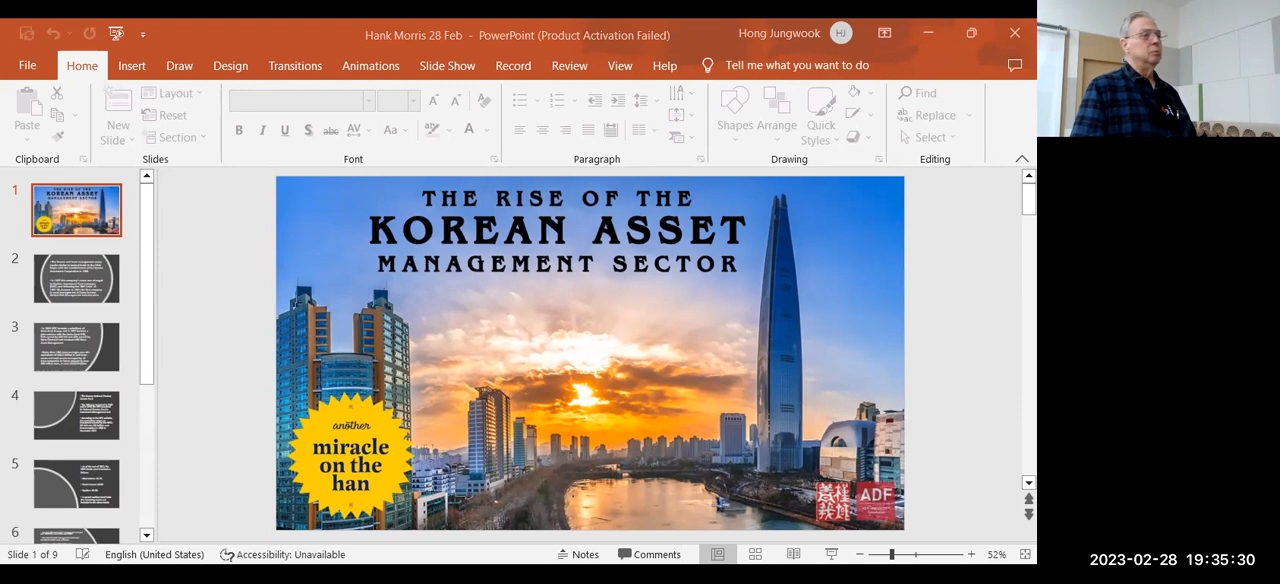 Hank Morris 28 Feb - PowerPoint (Product Activation Failed)
Hong Jungwook
HJ
File
Home
Insert
Draw
Design
Transitions
Animations
Slide Show
Record
Review
View
Help
Tell me what you want to do
Paste
New
Slide
Layout
Reset
Section
B I U S abc AV Aa A
Shapes
Arrange
Quick
Styles
Find
Replace
Select
Clipboard
Slides
Font
Paragraph
Drawing
Editing
1
2
3
4
5
6
THE RISE OF THE
KOREAN ASSET
MANAGEMENT SECTOR
another
miracle
on the
han
ADF
Slide 1 of 9
English (United States)
Accessibility: Unavailable
Notes
Comments
52%
2023-02-28 19:35:30